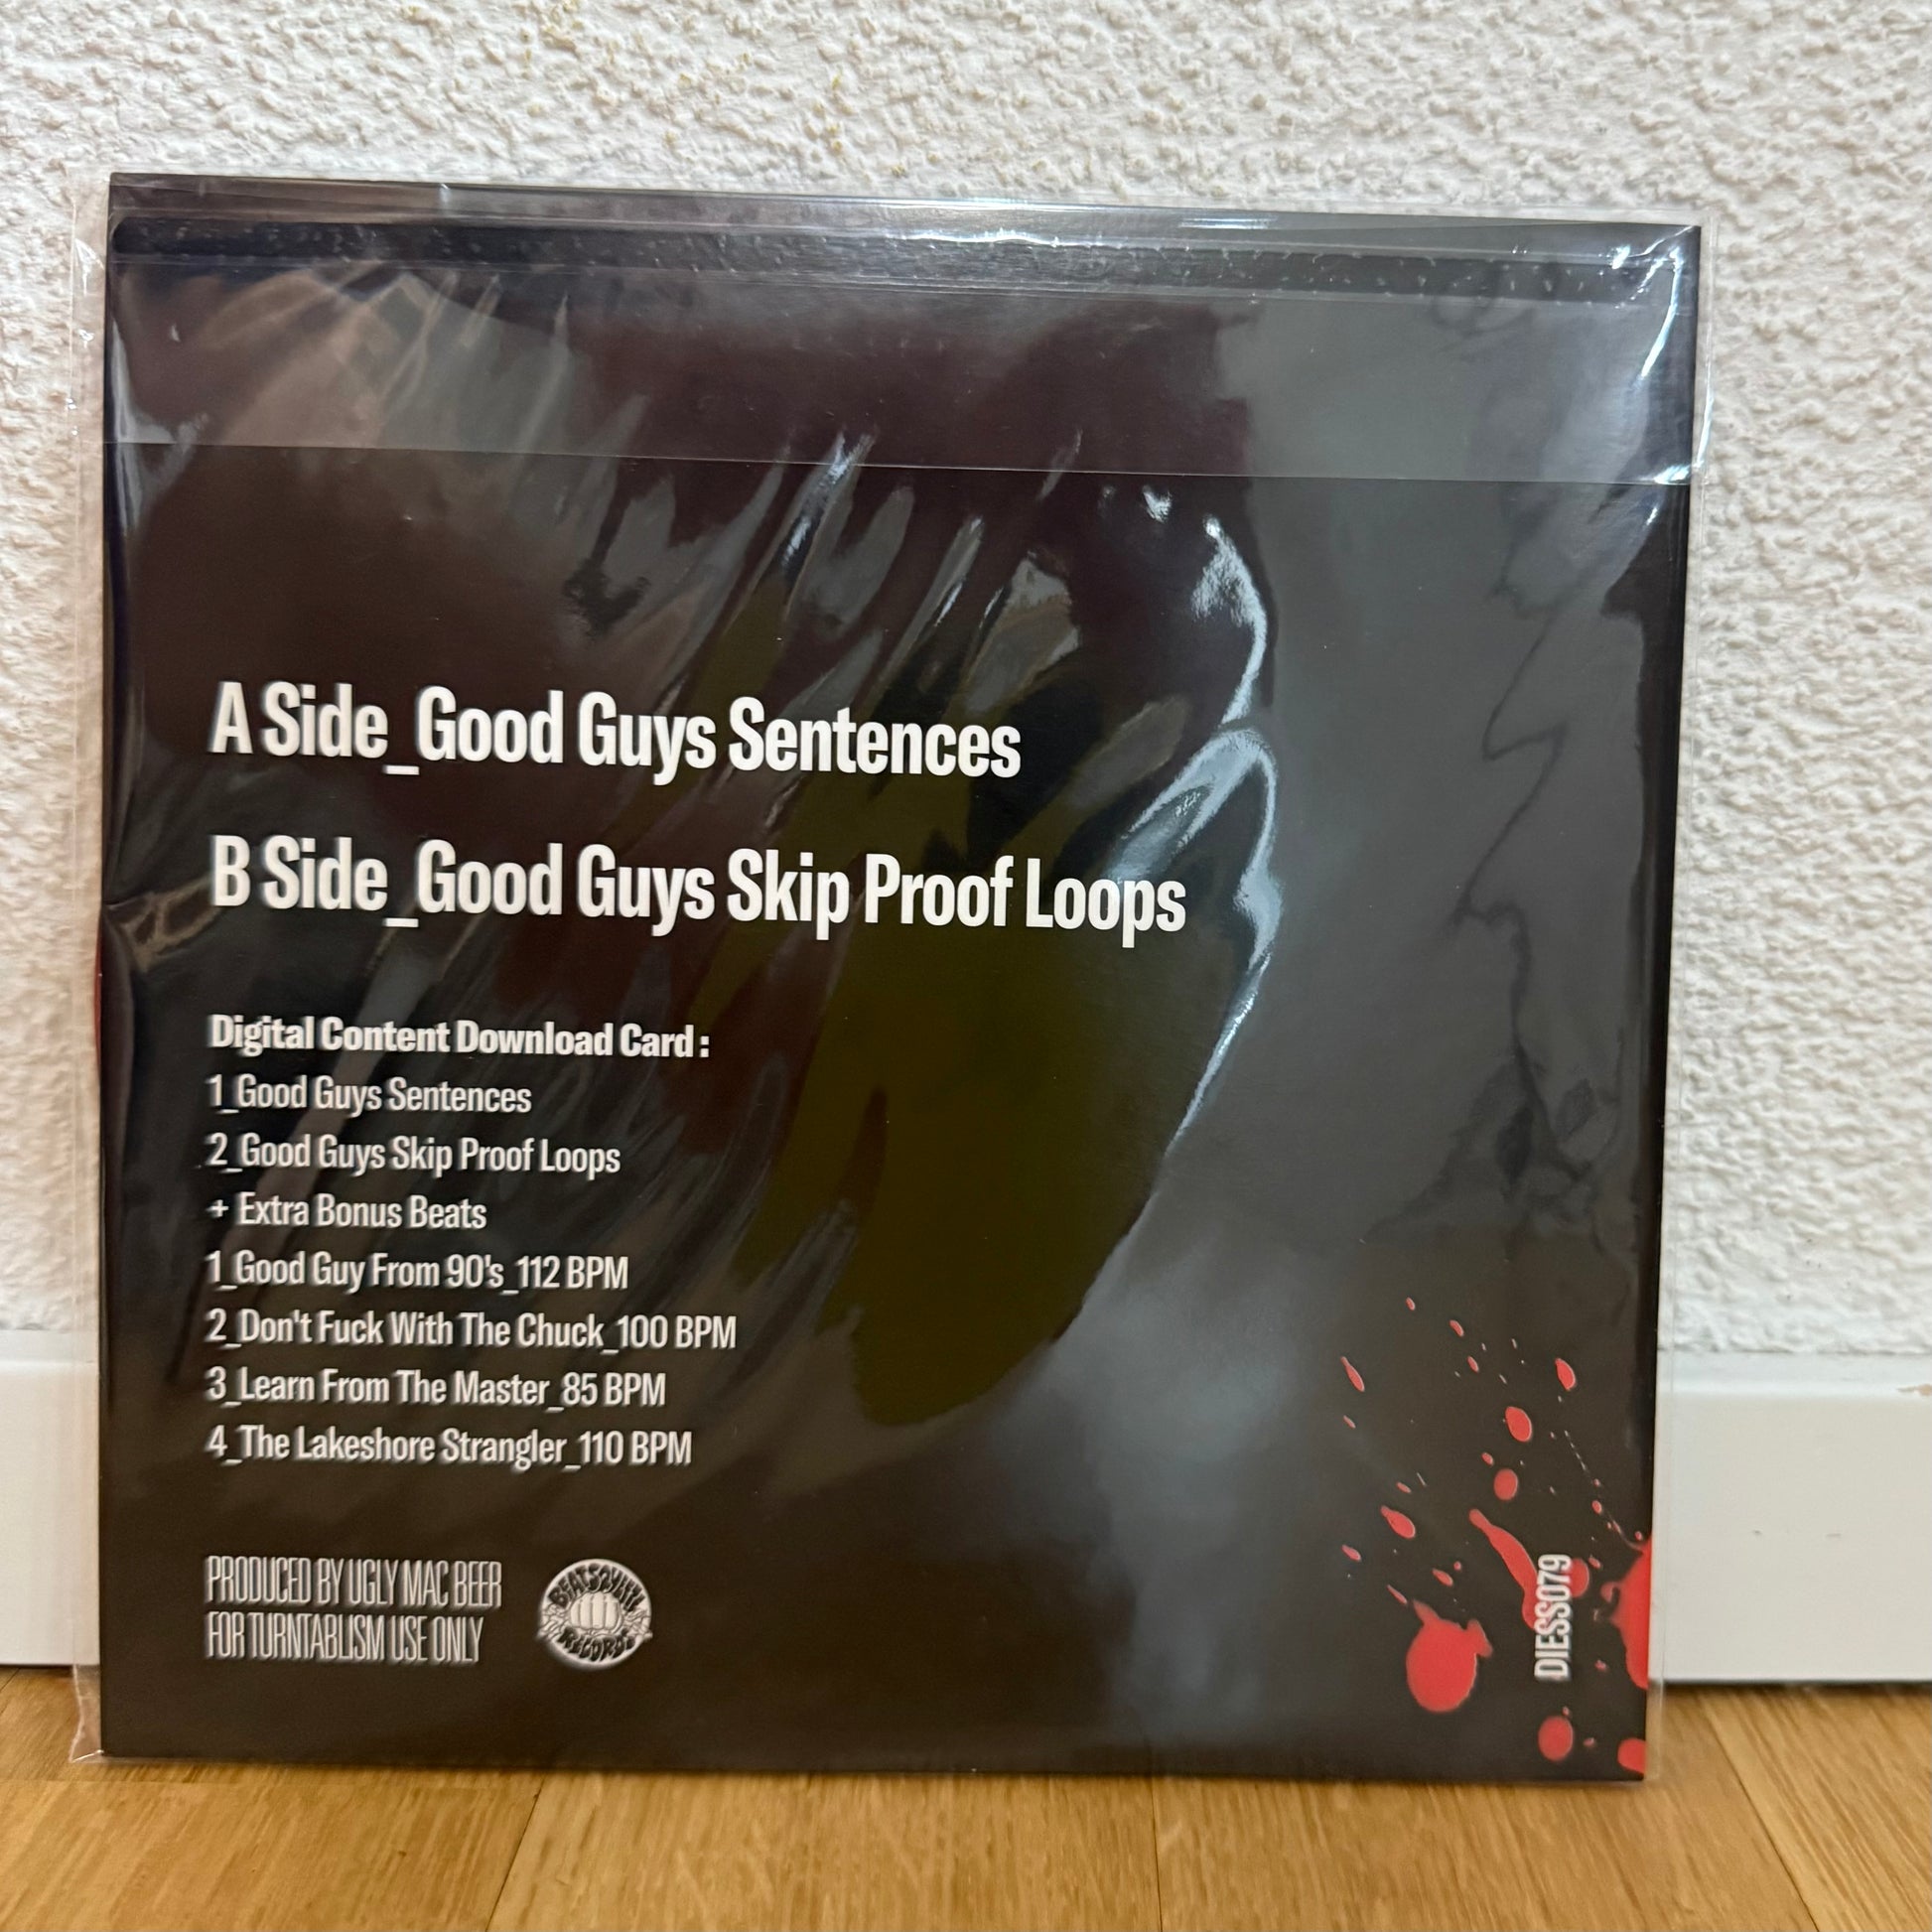 A Side_Good Guys Sentences
B Side_Good Guys Skip Proof Loops
Digital Content Download Card :
1_Good Guys Sentences
2_Good Guys Skip Proof Loops
+ Extra Bonus Beats
1_Good Guy From 90's_112 BPM
2_Don't Fuck With The Chuck_100 BPM
3_Learn From The Master_85 BPM
4_The Lakeshore Strangler_110 BPM
PRODUCED BY UGLY MAC BEER
FOR TURNTABLISM USE ONLY
BEATSQUEEZE
RECORDS
DIESS079